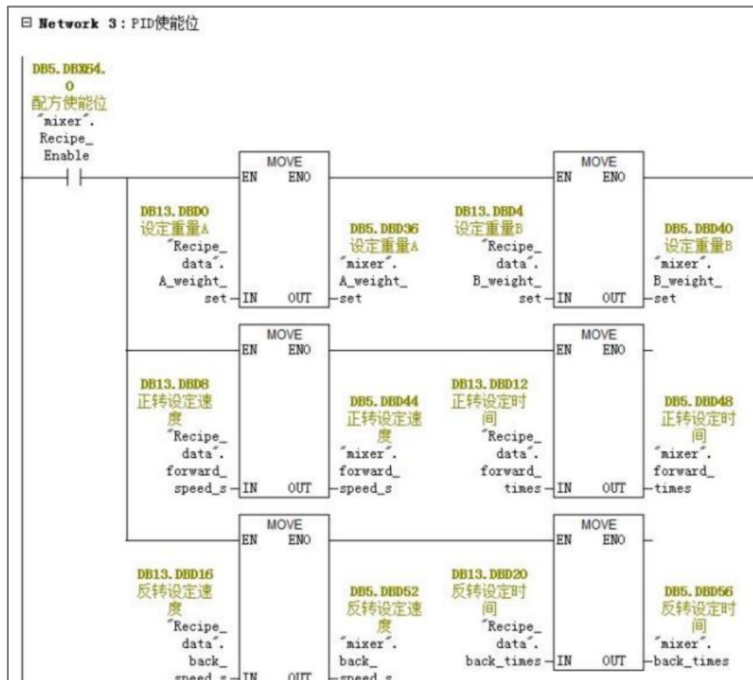 Network 3：PID使能位
DB5.DBX64.
0
配方使能位
"mixer".
Recipe_
Enable
MOVE
EN ENO
DB13.DBD0
设定重量A
"Recipe_
data".
A_weight_
set
IN OUT
DB5.DBD36
设定重量A
"mixer".
A_weight_
set
MOVE
EN ENO
DB13.DBD4
设定重量B
"Recipe_
data".
B_weight_
set
IN OUT
DB5.DBD40
设定重量B
"mixer".
B_weight_
set
MOVE
EN ENO
DB13.DBD8
正转设定速
度
"Recipe_
data".
forward_
speed_s
IN OUT
DB5.DBD44
正转设定速
度
"mixer".
forward_
speed_s
MOVE
EN ENO
DB13.DBD12
正转设定时
间
"Recipe_
data".
forward_
times
IN OUT
DB5.DBD48
正转设定时
间
"mixer".
forward_
times
MOVE
EN ENO
DB13.DBD16
反转设定速
度
"Recipe_
data".
back_
speed_s
IN OUT
DB5.DBD52
反转设定速
度
"mixer".
back_
speed_s
MOVE
EN ENO
DB13.DBD20
反转设定时
间
"Recipe_
data".
back_times
IN OUT
DB5.DBD56
反转设定时
间
"mixer".
back_times